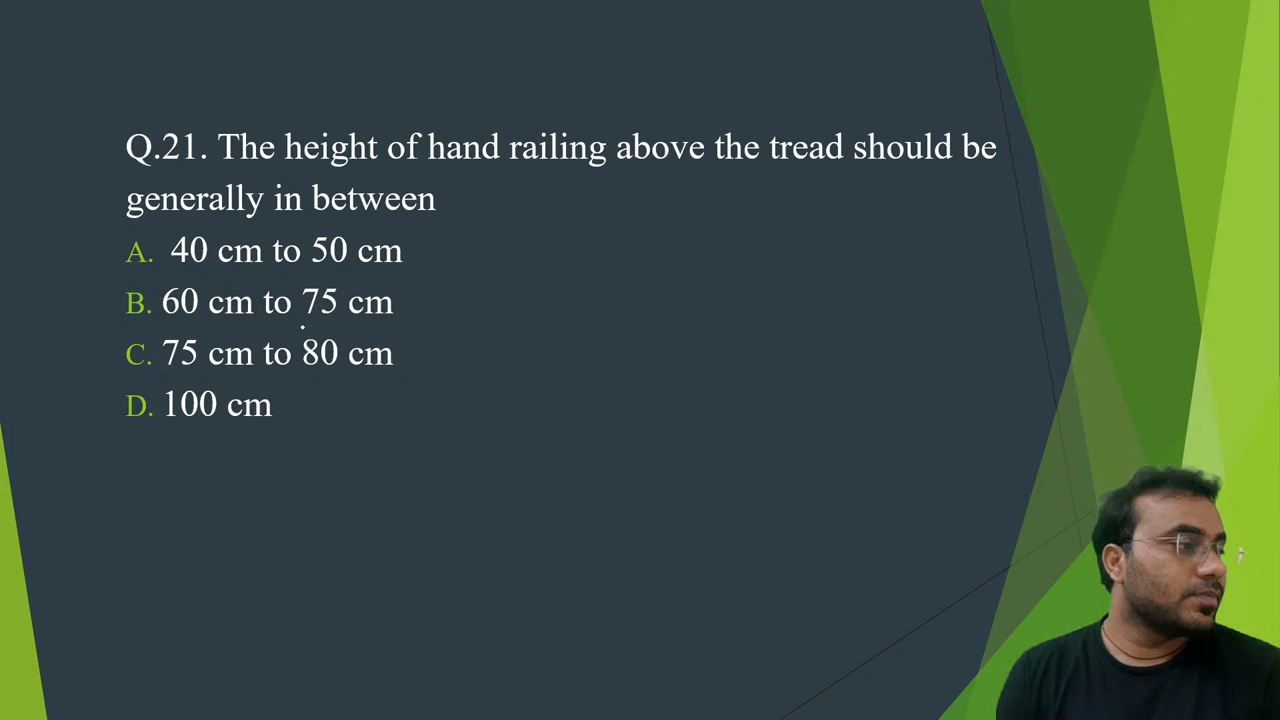 Q.21. The height of hand railing above the tread should be
generally in between
A. 40 cm to 50 cm
B. 60 cm to 75 cm
C. 75 cm to 80 cm
D. 100 cm